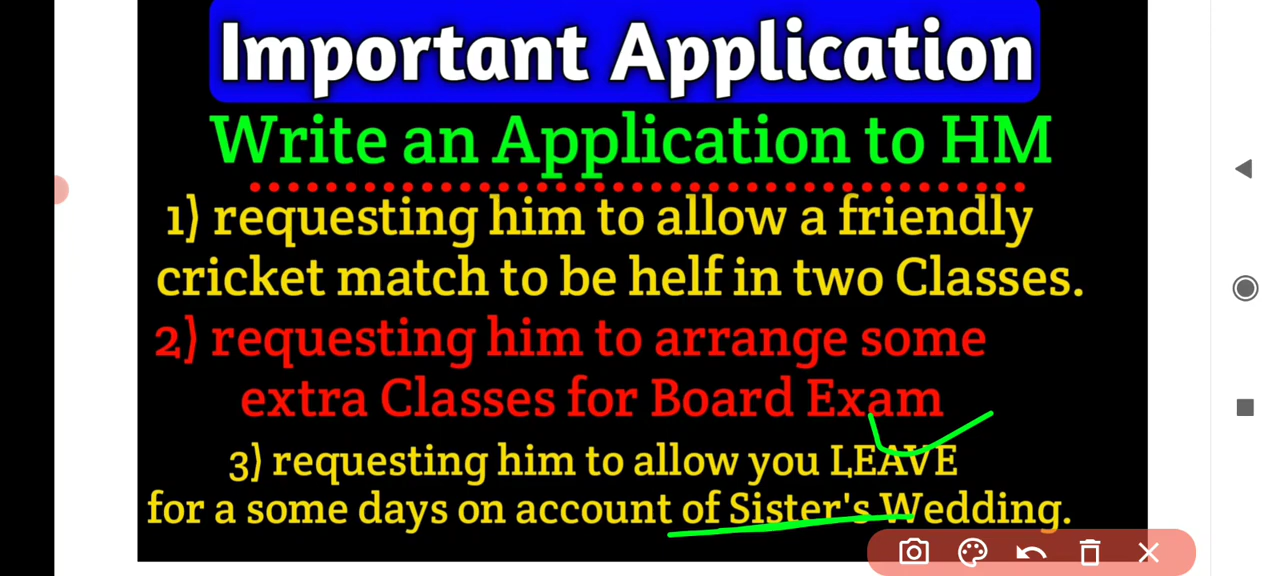 Important Application
Write an Application to HM
1) requesting him to allow a friendly
cricket match to be helf in two Classes.
2) requesting him to arrange some
extra Classes for Board Exam
3) requesting him to allow you LEAVE
for a some days on account of Sister's Wedding.